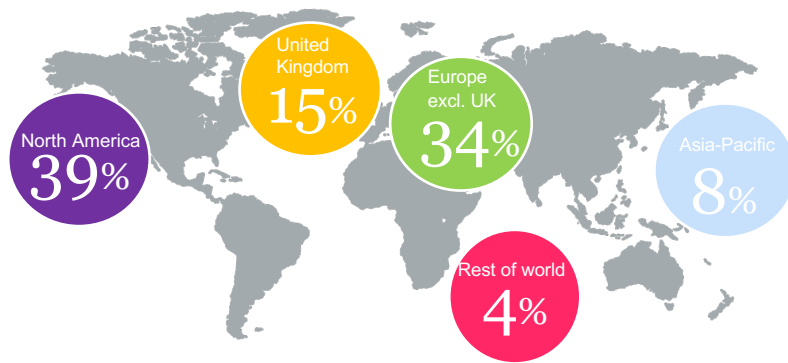 United
Kingdom
15%
Europe
excl. UK
34%
North America
39%
Asia-Pacific
8%
Rest of world
4%